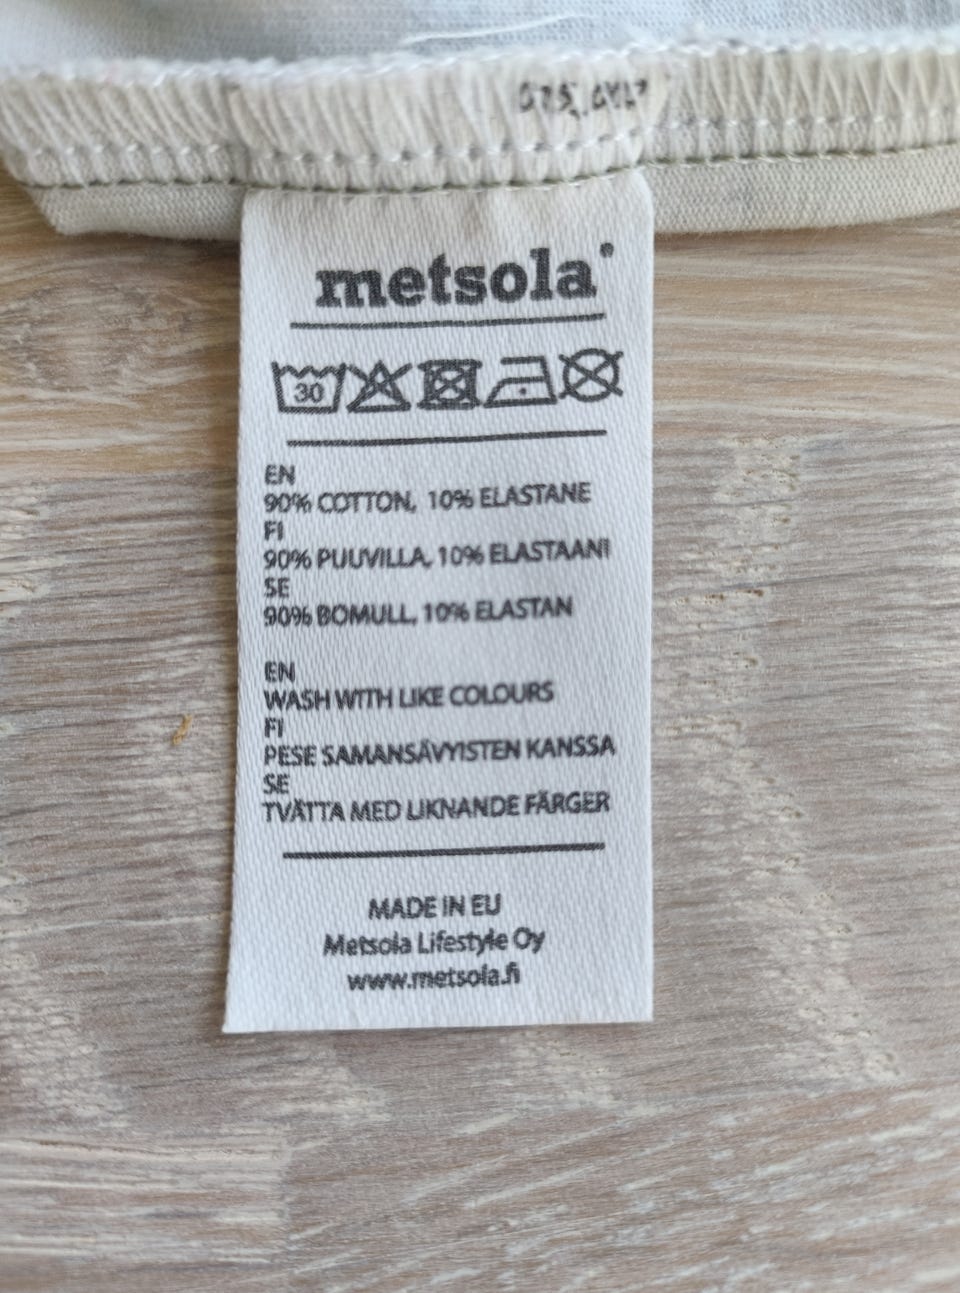 metsola
30
EN
90% COTTON, 10% ELASTANE
FI
90% PUUVILLA, 10% ELASTAANI
SE
90% BOMULL, 10% ELASTAN
EN
WASH WITH LIKE COLOURS
FI
PESE SAMANSÄVYISTEN KANSSA
SE
TVÄTTA MED LIKNANDE FÄRGER
MADE IN EU
Metsola Lifestyle Oy
www.metsola.fi